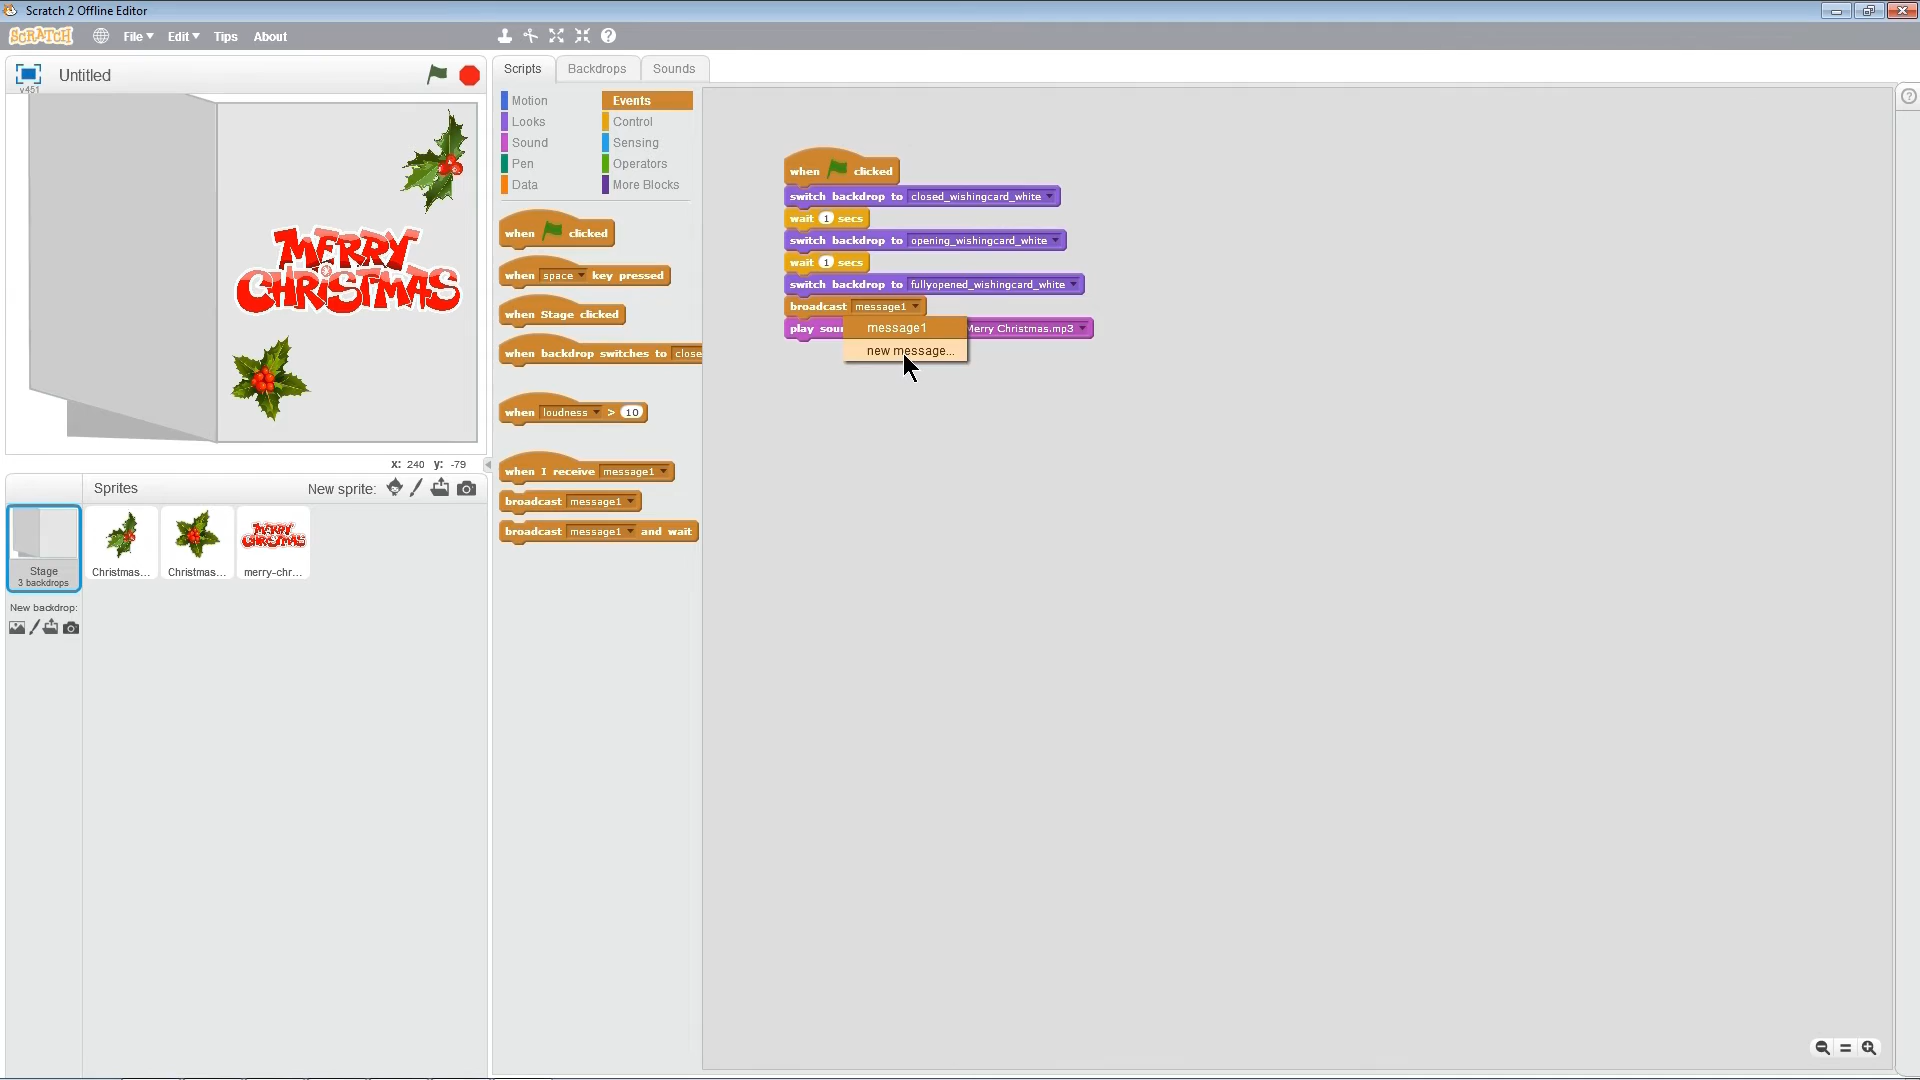 Scratch 2 Offline Editor
SCRATCH File Edit Tips About
Untitled
v451
Scripts Backdrops Sounds
Motion Events
Looks Control
Sound Sensing
Pen Operators
Data More Blocks
when clicked
when space key pressed
when Stage clicked
when backdrop switches to close
when loudness > 10
when I receive message1
broadcast message1
broadcast message1 and wait
when clicked
switch backdrop to closed_wishingcard_white
wait 1 secs
switch backdrop to opening_wishingcard_white
wait 1 secs
switch backdrop to fullyopened_wishingcard_white
broadcast message1
play sour Merry Christmas.mp3
message1
new message...
MERRY
CHRISTMAS
x: 240 y: -79
Sprites New sprite:
Stage
3 backdrops
Christmas...
Christmas...
MERRY
CHRISTMAS
merry-chr...
New backdrop: